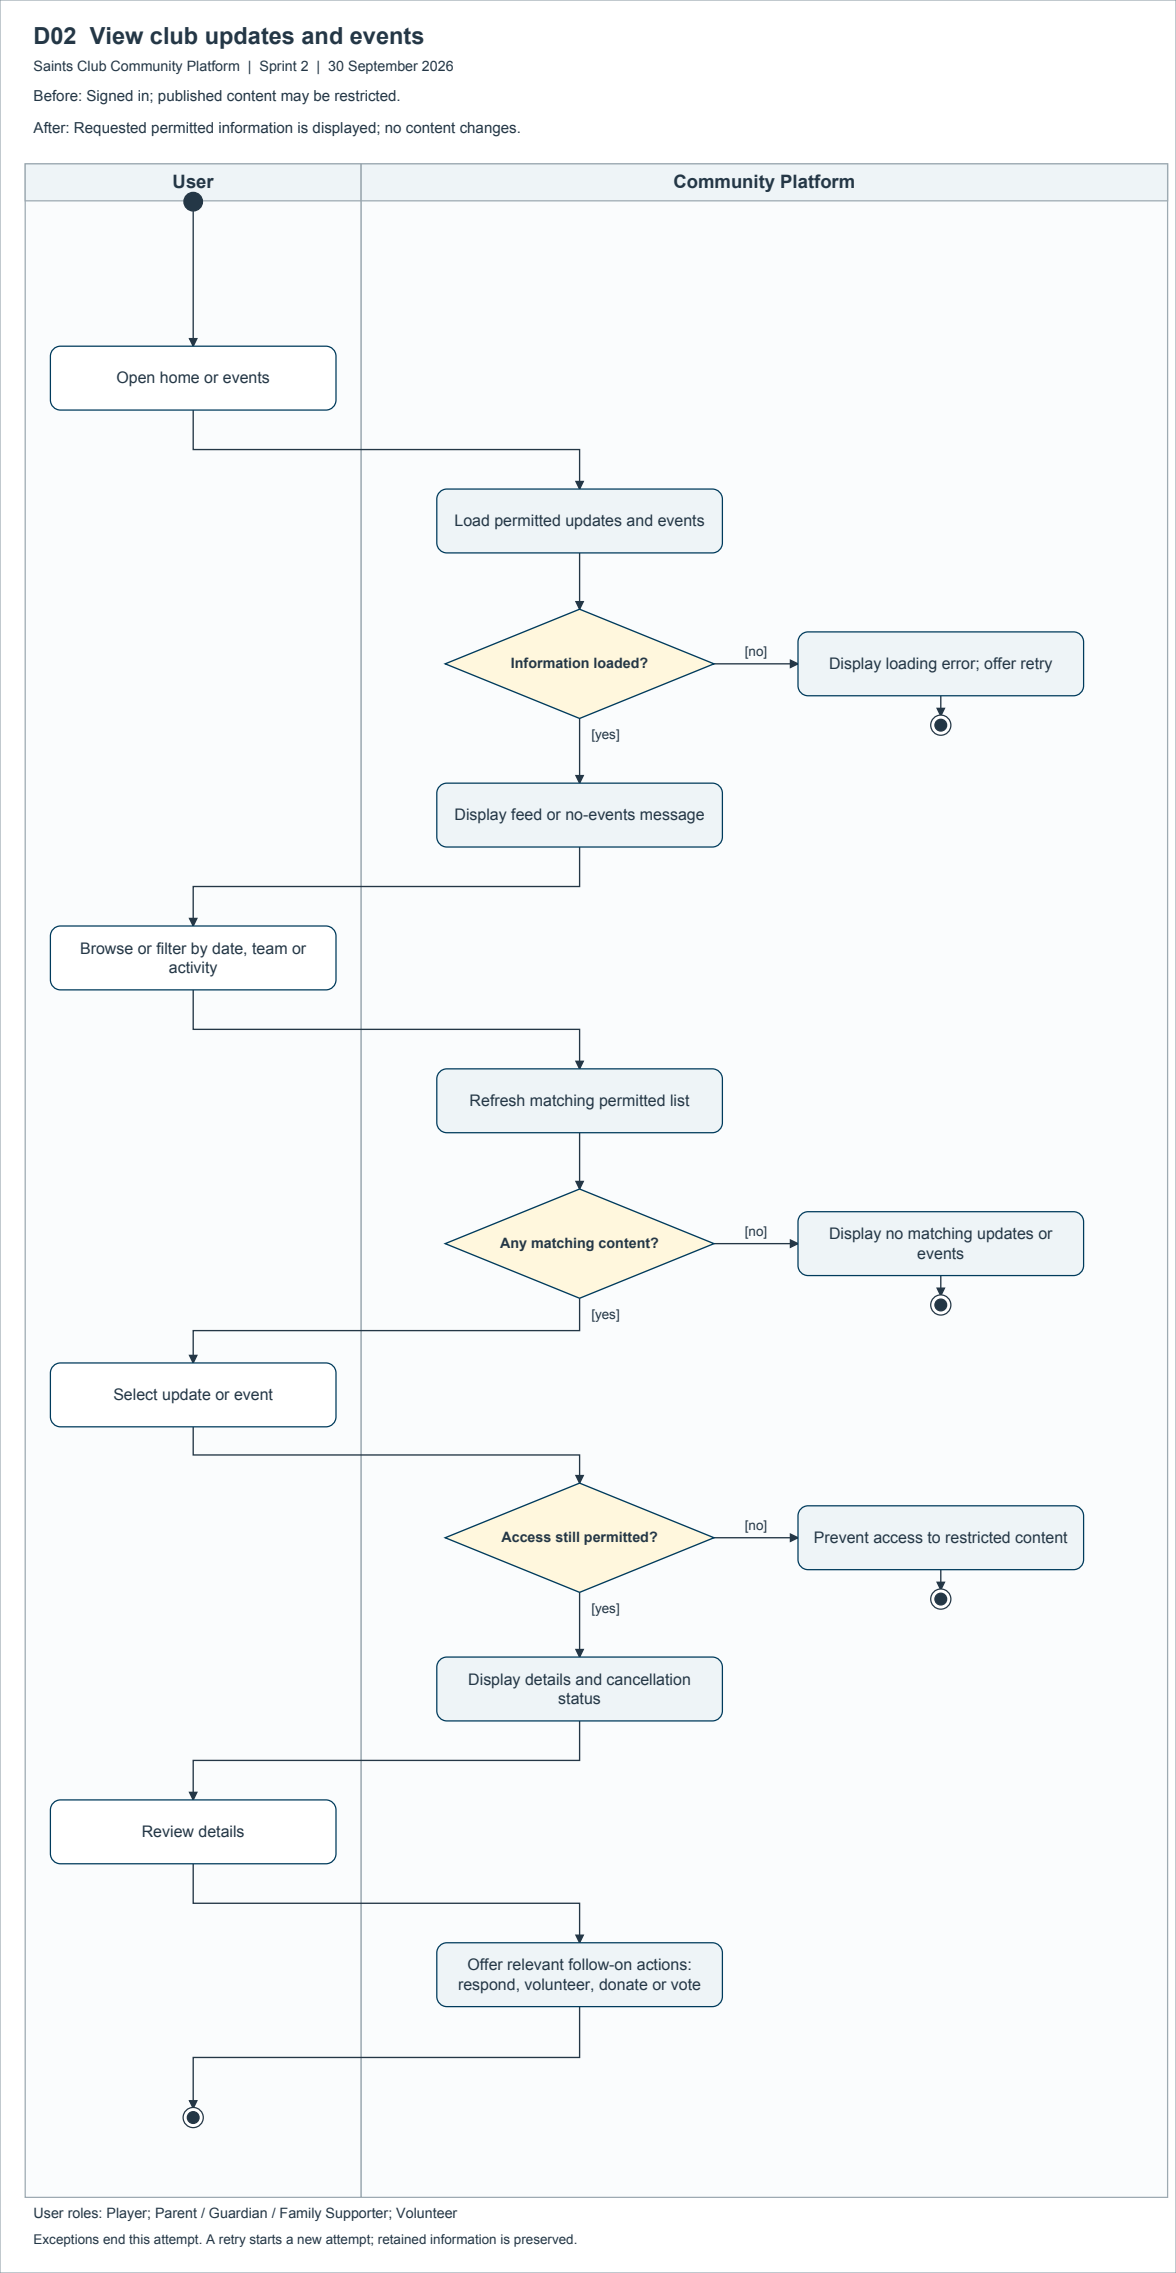 D02  View club updates and events
Saints Club Community Platform  |  Sprint 2  |  30 September 2026
Before: Signed in; published content may be restricted.
After: Requested permitted information is displayed; no content changes.
User
Community Platform
Open home or events
Load permitted updates and events
Information loaded?
[no]
Display loading error; offer retry
[yes]
Display feed or no-events message
Browse or filter by date, team or
activity
Refresh matching permitted list
Any matching content?
[no]
Display no matching updates or
events
[yes]
Select update or event
Access still permitted?
[no]
Prevent access to restricted content
[yes]
Display details and cancellation
status
Review details
Offer relevant follow-on actions:
respond, volunteer, donate or vote
User roles: Player; Parent / Guardian / Family Supporter; Volunteer
Exceptions end this attempt. A retry starts a new attempt; retained information is preserved.